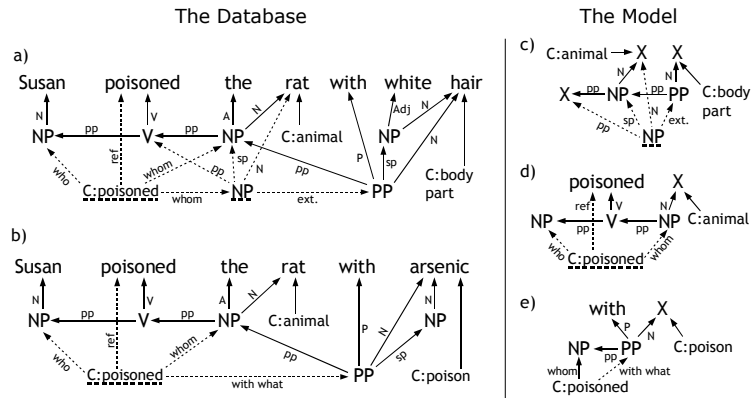 The Database
The Model
a)
Susan poisoned the rat with white hair
N V A N Adj N
C:animal
NP pp V pp NP NP
P N sp
who ref whom pp sp N pp PP C:body part
C:poisoned whom NP ext.
b)
Susan poisoned the rat with arsenic
N V A N P N N
C:animal
NP pp V pp NP NP
who ref whom pp sp
C:poisoned with what PP C:poison
c)
C:animal X X
N N
X pp NP pp PP C:body part
pp sp N ext.
NP
d)
poisoned X
ref V N
NP pp V pp NP C:animal
who whom
C:poisoned
e)
with X
P N
NP pp PP C:poison
whom with what
C:poisoned